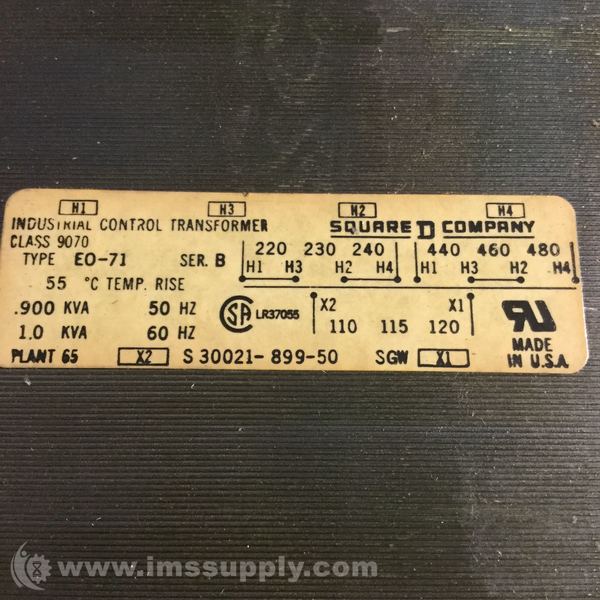 H1 H3 H2 H4
INDUSTRIAL CONTROL TRANSFORMER SQUARE D COMPANY
CLASS 9070
TYPE EO-71 SER. B
220 230 240 440 460 480
H1 H3 H2 H4 H1 H3 H2 H4
55 °C TEMP. RISE
.900 KVA 50 HZ
1.0 KVA 60 HZ
SA LR37055
X2 X1
110 115 120
UR
MADE
IN U.S.A.
PLANT 65 X2 S 30021-899-50 SGW X1
www.imssupply.com